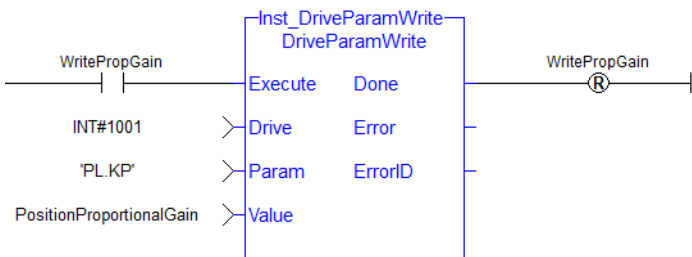 Inst_DriveParamWrite
DriveParamWrite
WritePropGain
WritePropGain
R
Execute Done
INT#1001 Drive Error
'PL.KP' Param ErrorID
PositionProportionalGain Value